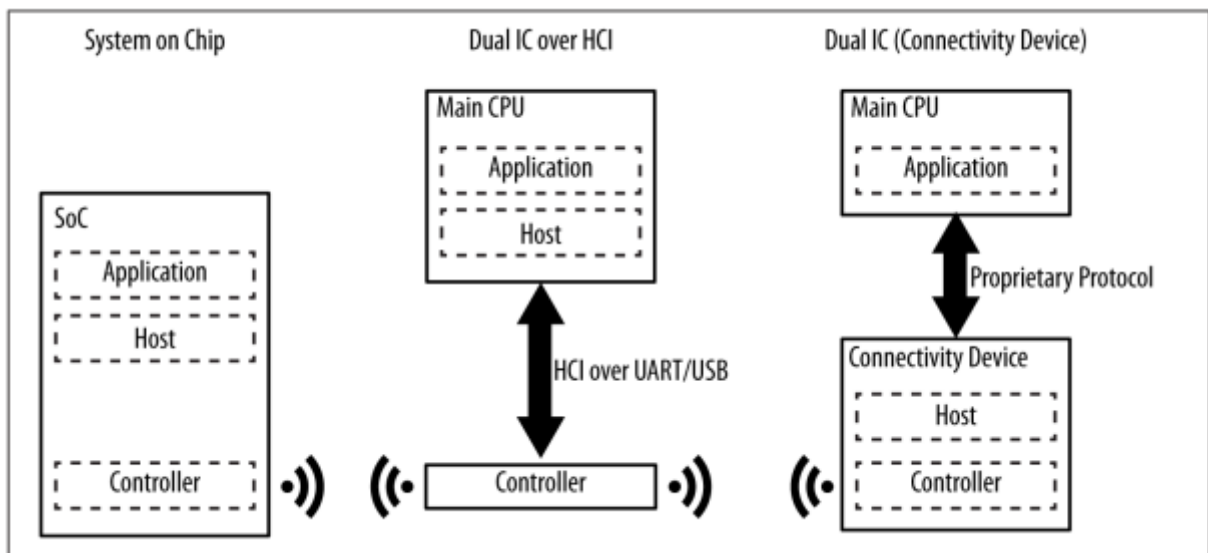 System on Chip
Dual IC over HCI
Dual IC (Connectivity Device)
SoC
Application
Host
Controller
Main CPU
Application
Host
HCI over UART/USB
Controller
Main CPU
Application
Proprietary Protocol
Connectivity Device
Host
Controller